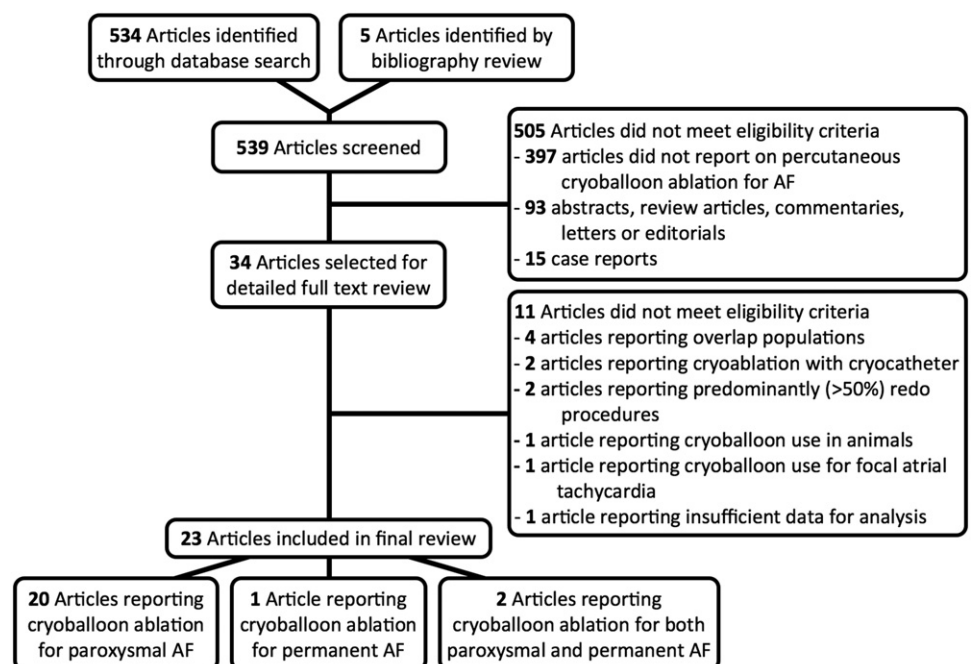 534 Articles identified
through database search
5 Articles identified by
bibliography review
539 Articles screened
505 Articles did not meet eligibility criteria
- 397 articles did not report on percutaneous
cryoballoon ablation for AF
- 93 abstracts, review articles, commentaries,
letters or editorials
- 15 case reports
34 Articles selected for
detailed full text review
11 Articles did not meet eligibility criteria
- 4 articles reporting overlap populations
- 2 articles reporting cryoablation with cryocatheter
- 2 articles reporting predominantly (>50%) redo
procedures
- 1 article reporting cryoballoon use in animals
- 1 article reporting cryoballoon use for focal atrial
tachycardia
- 1 article reporting insufficient data for analysis
23 Articles included in final review
20 Articles reporting
cryoballoon ablation
for paroxysmal AF
1 Article reporting
cryoballoon ablation
for permanent AF
2 Articles reporting
cryoballoon ablation for both
paroxysmal and permanent AF